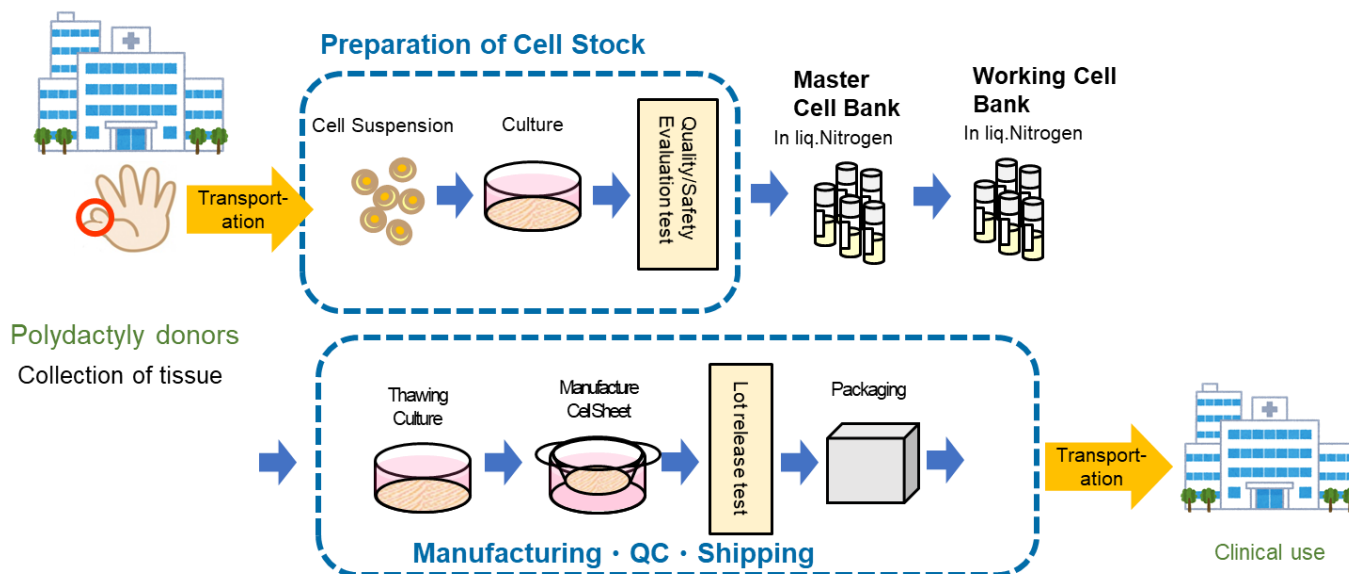 Preparation of Cell Stock
Cell Suspension
Culture
Quality/Safety
Evaluation test
Master
Cell Bank
In liq.Nitrogen
Working Cell
Bank
In liq.Nitrogen
Transport-
ation
Polydactyly donors
Collection of tissue
Thawing
Culture
Manufacture
Cell Sheet
Lot release test
Packaging
Transport-
ation
Manufacturing・QC・Shipping
Clinical use